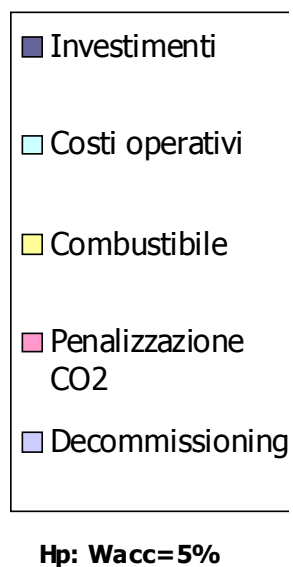 Investimenti
Costi operativi
Combustibile
Penalizzazione
CO2
Decommissioning
Hp: Wacc=5%